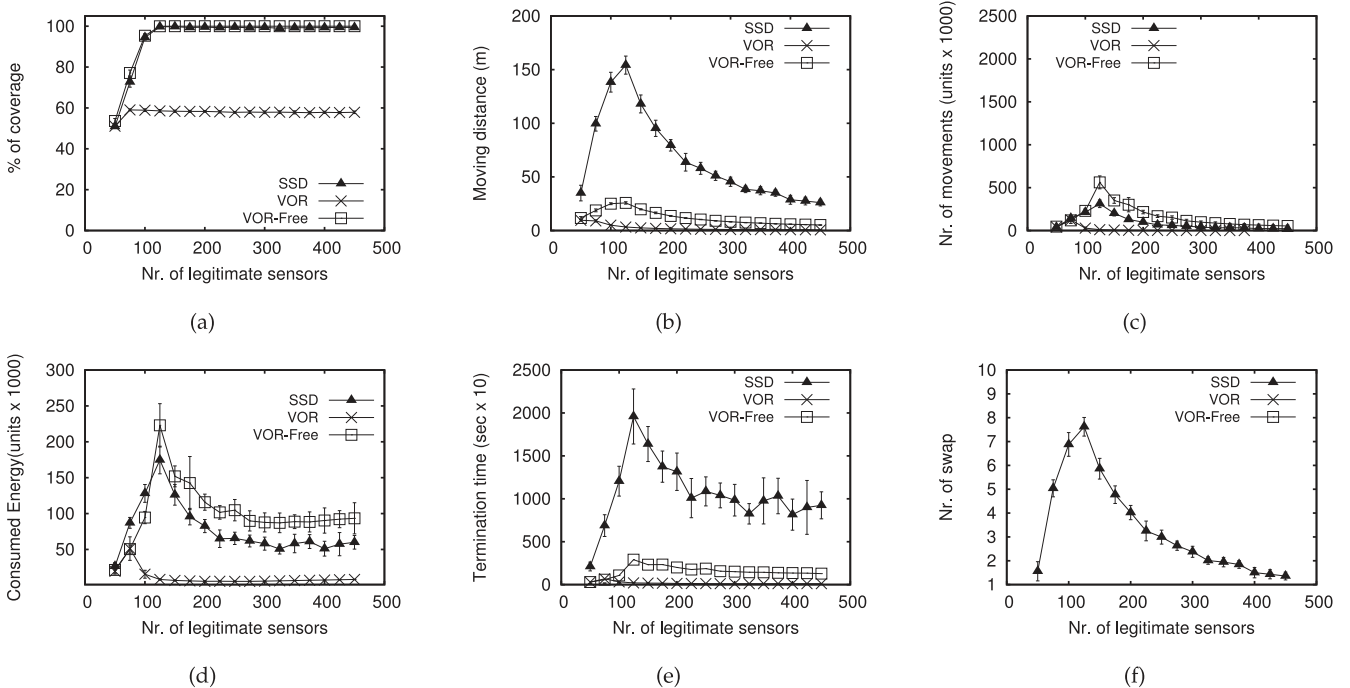 % of coverage
100
80
60
40
20
0
SSD
VOR
VOR-Free
0 100 200 300 400 500
Nr. of legitimate sensors
(a)
Moving distance (m)
200
150
100
50
0
SSD
VOR
VOR-Free
0 100 200 300 400 500
Nr. of legitimate sensors
(b)
Nr. of movements (units x 1000)
2500
2000
1500
1000
500
0
SSD
VOR
VOR-Free
0 100 200 300 400 500
Nr. of legitimate sensors
(c)
Consumed Energy(units x 1000)
300
250
200
150
100
50
SSD
VOR
VOR-Free
0 100 200 300 400 500
Nr. of legitimate sensors
(d)
Termination time (sec x 10)
2500
2000
1500
1000
500
0
SSD
VOR
VOR-Free
0 100 200 300 400 500
Nr. of legitimate sensors
(e)
Nr. of swap
10
9
8
7
6
5
4
3
2
1
SSD
VOR
VOR-Free
0 100 200 300 400 500
Nr. of legitimate sensors
(f)